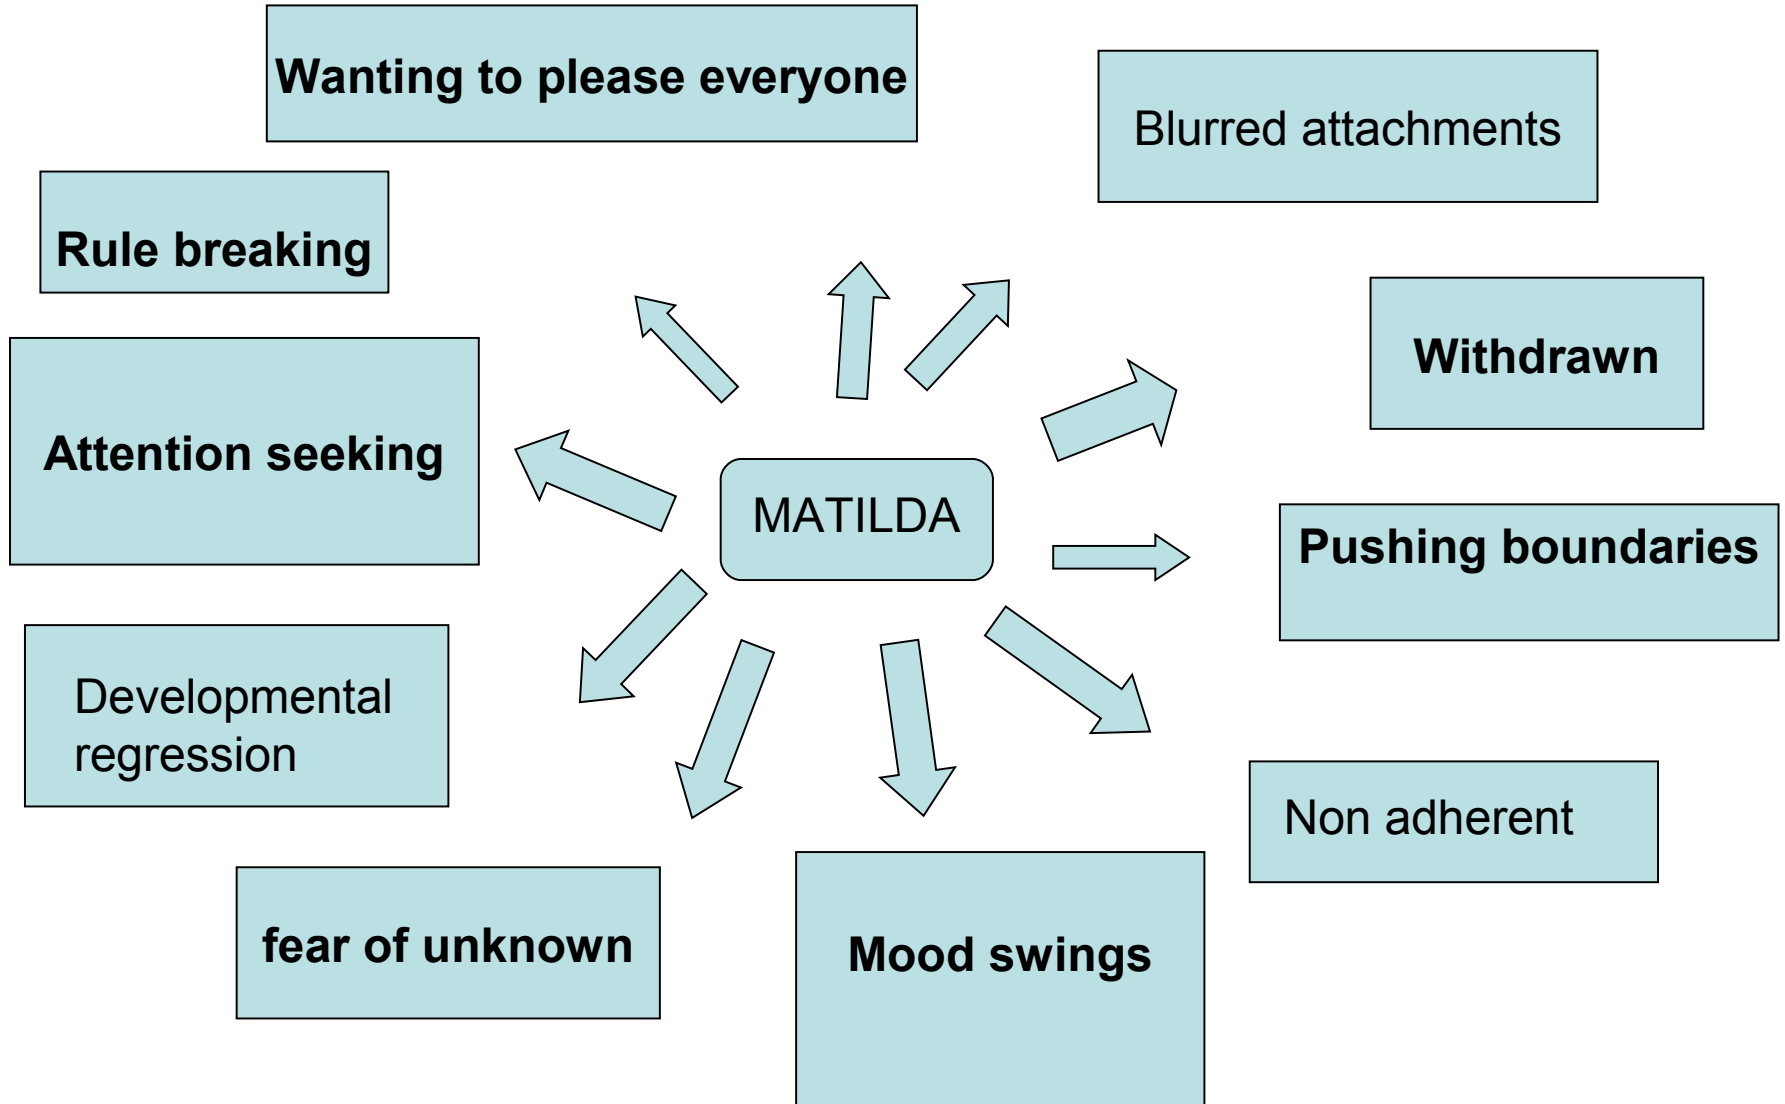 Wanting to please everyone
Blurred attachments
Rule breaking
Withdrawn
Attention seeking
MATILDA
Pushing boundaries
Developmental
regression
Non adherent
fear of unknown
Mood swings